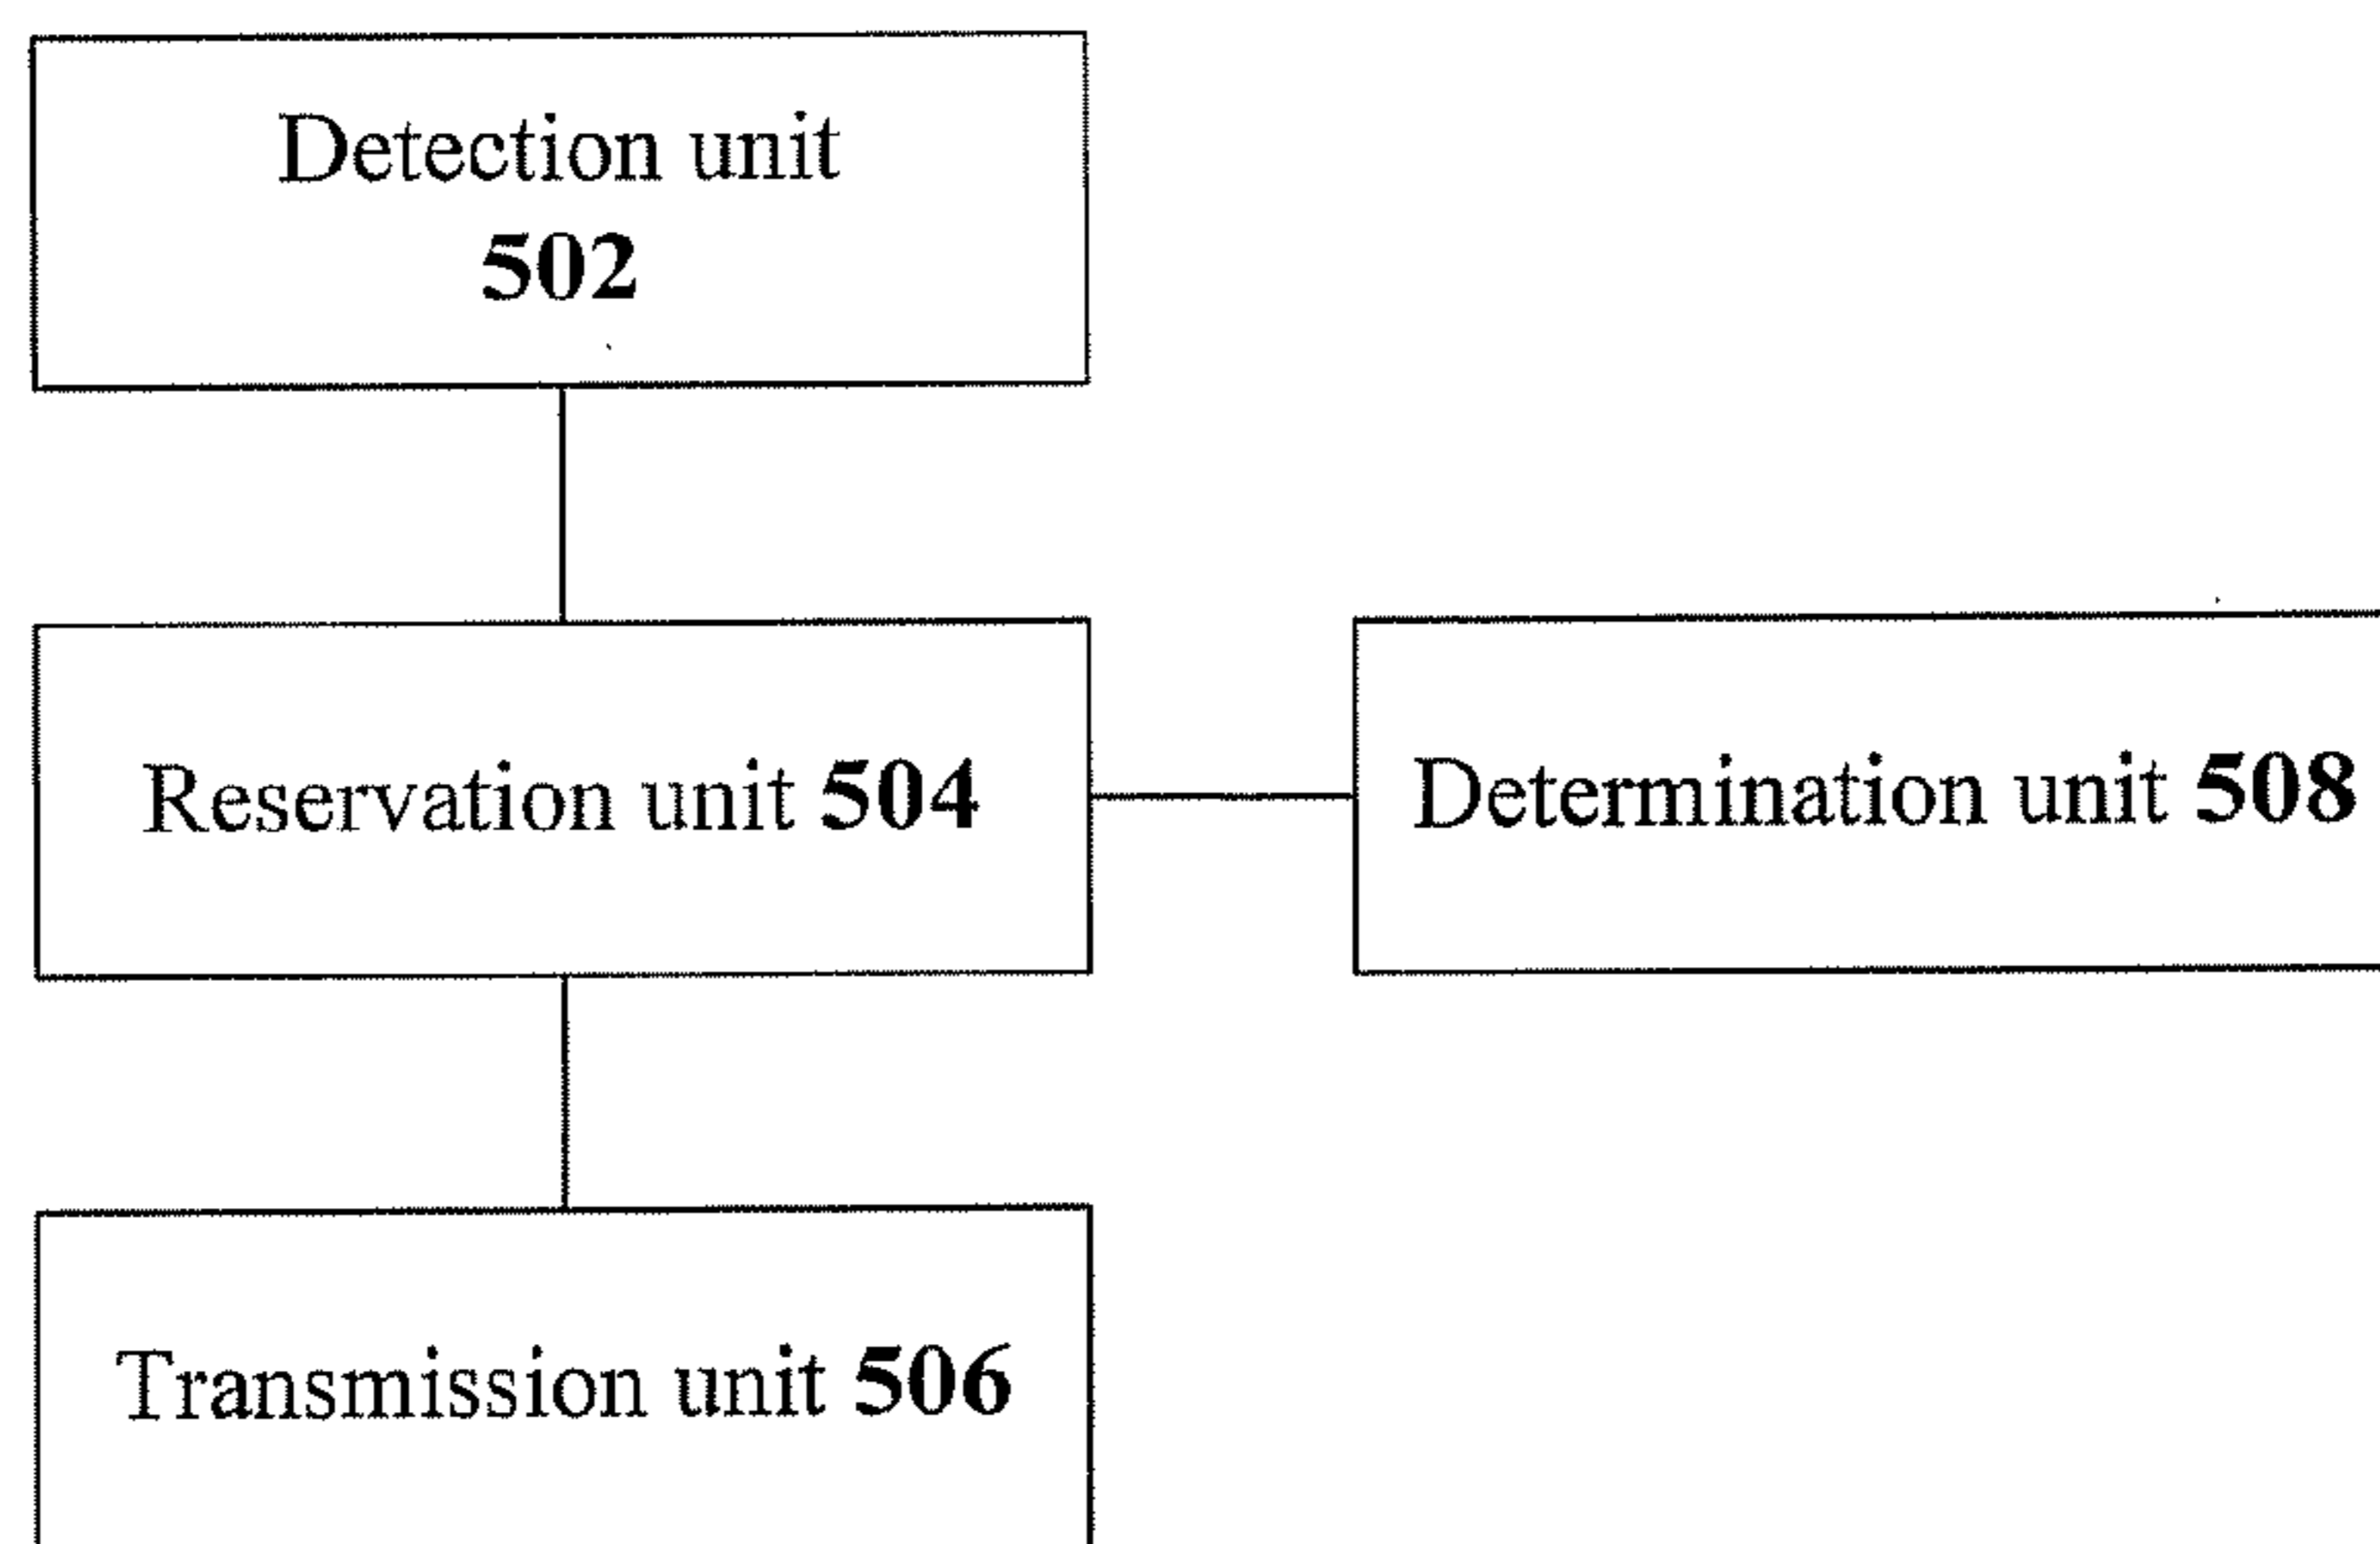 Detection unit
502
Reservation unit 504
Determination unit 508
Transmission unit 506